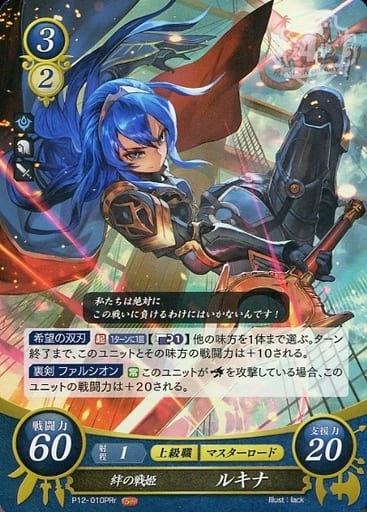 3
2
私たちは絶対に
この戦いに負けるわけにはいかないんです!
希望の双刃 起 1ターンに1回 【1】他の味方を1体まで選ぶ。ターン
終了まで、このユニットとその味方の戦闘力は+10される。
裏剣 ファルシオン 常 このユニットが を攻撃している場合、この
ユニットの戦闘力は+20される。
戦闘力
60
射程 1
上級職
マスターロード
支援力
20
絆の戦姫
ルキナ
P12-010PRr
Illust : lack